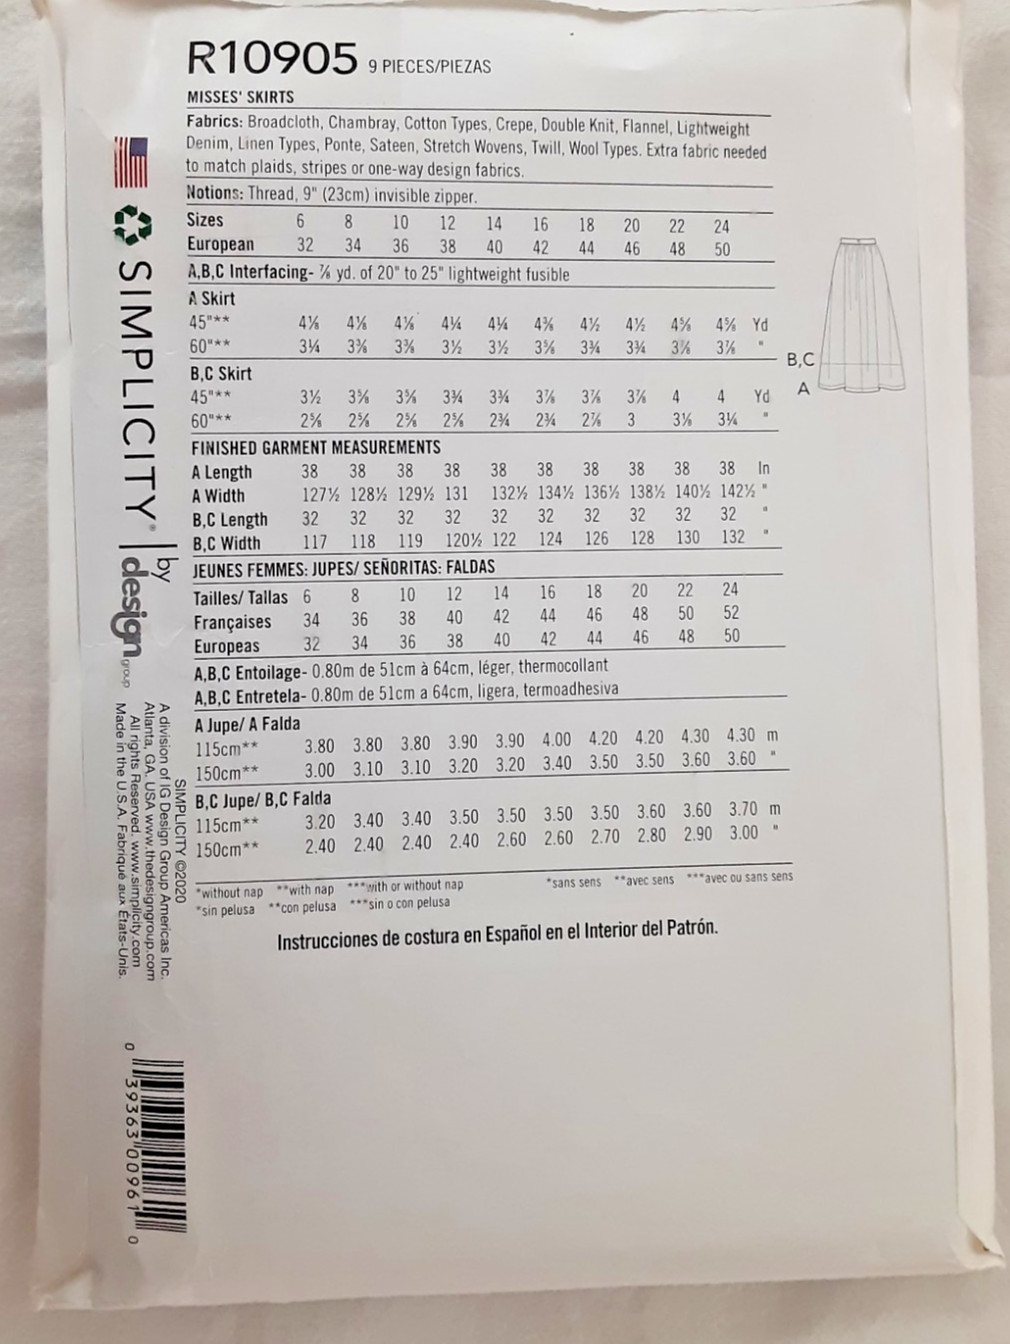 R10905 9 PIECES/PIEZAS
MISSES' SKIRTS
Fabrics: Broadcloth, Chambray, Cotton Types, Crepe, Double Knit, Flannel, Lightweight
Denim, Linen Types, Ponte, Sateen, Stretch Wovens, Twill, Wool Types. Extra fabric needed
to match plaids, stripes or one-way design fabrics.
Notions: Thread, 9" (23cm) invisible zipper.
Sizes 6 8 10 12 14 16 18 20 22 24
European 32 34 36 38 40 42 44 46 48 50
A,B,C Interfacing- ⅞ yd. of 20" to 25" lightweight fusible
A Skirt
45"** 4⅛ 4⅛ 4⅛ 4¼ 4¼ 4⅜ 4½ 4½ 4⅝ 4⅝ Yd
60"** 3¼ 3⅜ 3⅜ 3½ 3½ 3⅝ 3¾ 3¾ 3⅞ 3⅞ "
B,C Skirt
45"** 3½ 3⅝ 3⅝ 3¾ 3¾ 3⅞ 3⅞ 3⅞ 4 4 Yd
60"** 2⅝ 2⅝ 2⅝ 2⅝ 2¾ 2¾ 2⅞ 3 3⅛ 3¼ "
FINISHED GARMENT MEASUREMENTS
A Length 38 38 38 38 38 38 38 38 38 38 In
A Width 127½ 128½ 129½ 131 132½ 134½ 136½ 138½ 140½ 142½ "
B,C Length 32 32 32 32 32 32 32 32 32 32 "
B,C Width 117 118 119 120½ 122 124 126 128 130 132 "
JEUNES FEMMES: JUPES/ SEÑORITAS: FALDAS
Tailles/ Tallas 6 8 10 12 14 16 18 20 22 24
Françaises 34 36 38 40 42 44 46 48 50 52
Europeas 32 34 36 38 40 42 44 46 48 50
A,B,C Entoilage- 0.80m de 51cm à 64cm, léger, thermocollant
A,B,C Entretela- 0.80m de 51cm a 64cm, ligera, termoadhesiva
A Jupe/ A Falda
115cm** 3.80 3.80 3.80 3.90 3.90 4.00 4.20 4.20 4.30 4.30 m
150cm** 3.00 3.10 3.10 3.20 3.20 3.40 3.50 3.50 3.60 3.60 "
B,C Jupe/ B,C Falda
115cm** 3.20 3.40 3.40 3.50 3.50 3.50 3.50 3.60 3.60 3.70 m
150cm** 2.40 2.40 2.40 2.40 2.60 2.60 2.70 2.80 2.90 3.00 "
*without nap **with nap ***with or without nap *sans sens **avec sens ***avec ou sans sens
*sin pelusa **con pelusa ***sin o con pelusa
Instrucciones de costura en Español en el Interior del Patrón.
B,C
A
SIMPLICITY® | by
design
group
SIMPLICITY ©2020
A division of IG Design Group Americas Inc.
Atlanta, GA, USA www.thedesigngroup.com
All rights Reserved. www.simplicity.com
Made in the U.S.A. Fabriqué aux États-Unis.
0 39363 00961 0